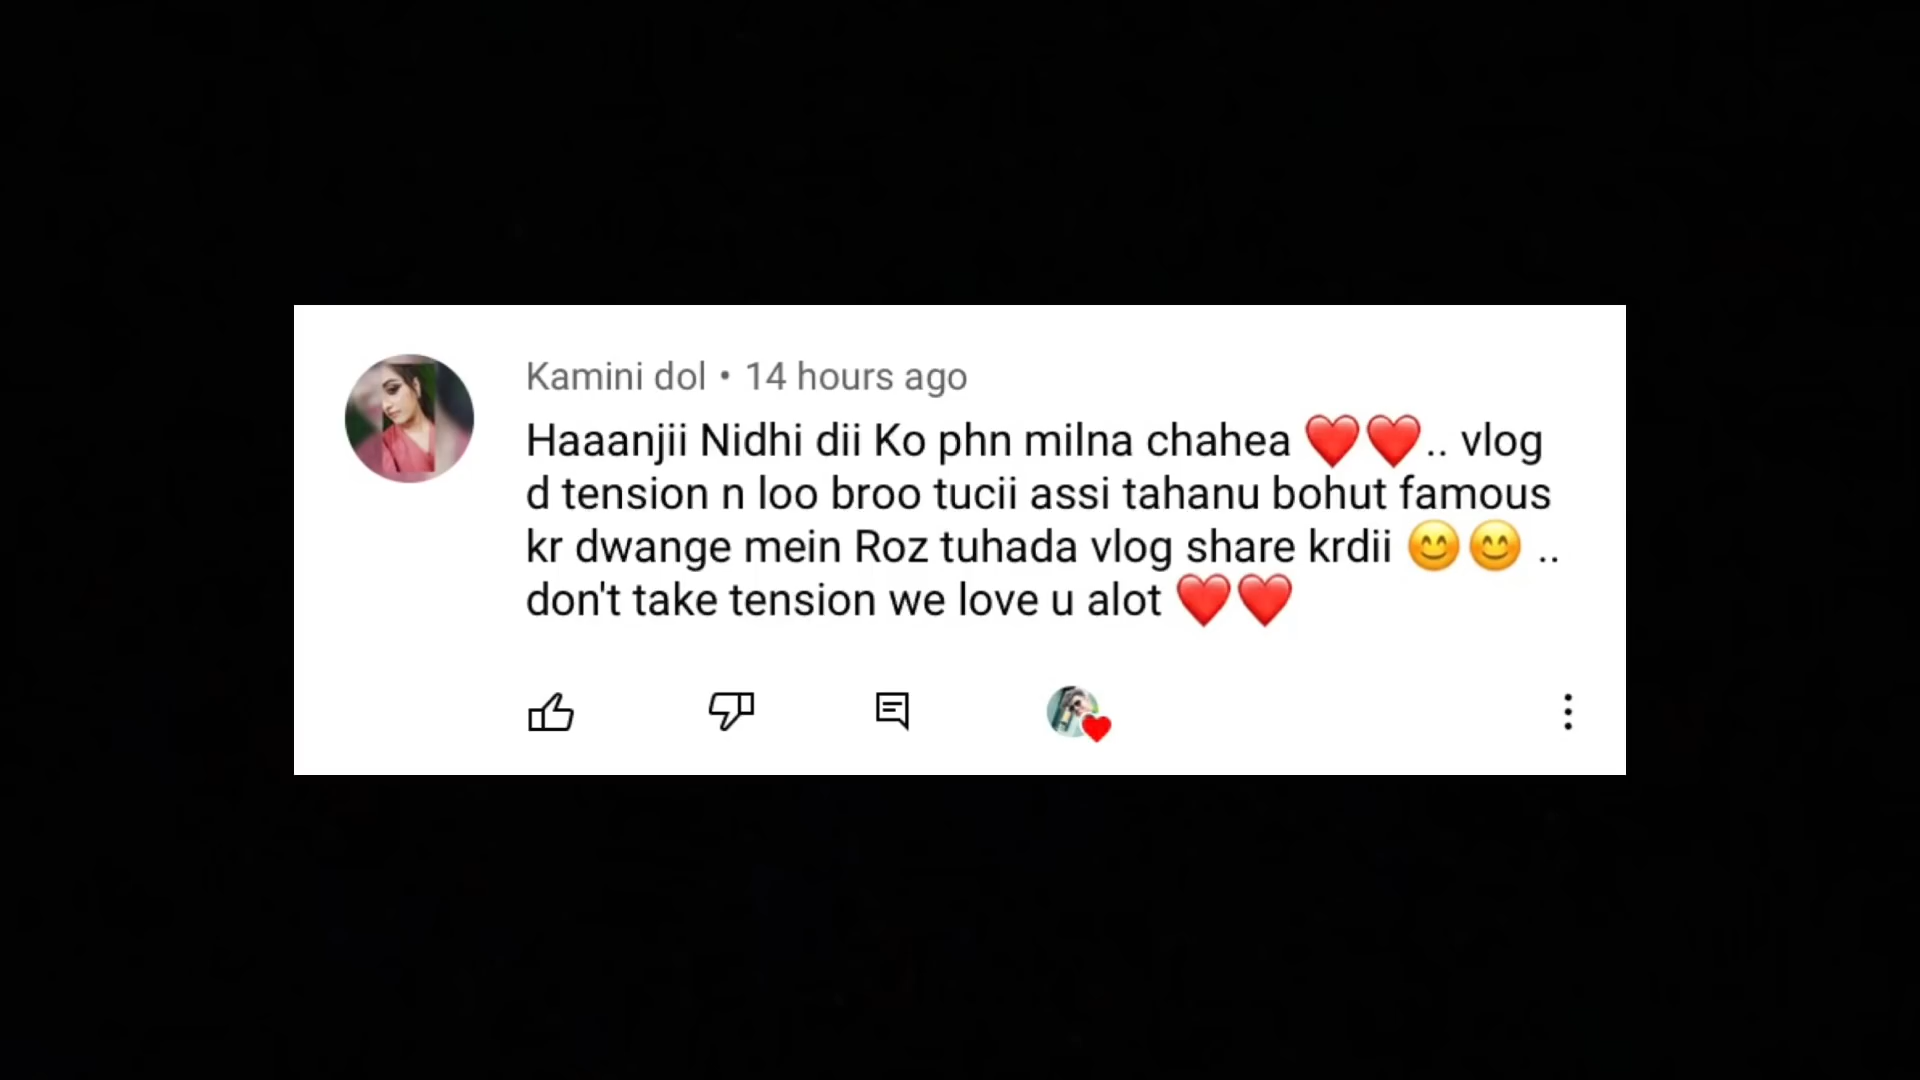 Kamini dol • 14 hours ago
Haaanjii Nidhi dii Ko phn milna chahea ❤️❤️.. vlog
d tension n loo broo tucii assi tahanu bohut famous
kr dwange mein Roz tuhada vlog share krdii 😊😊 ..
don't take tension we love u alot ❤️❤️